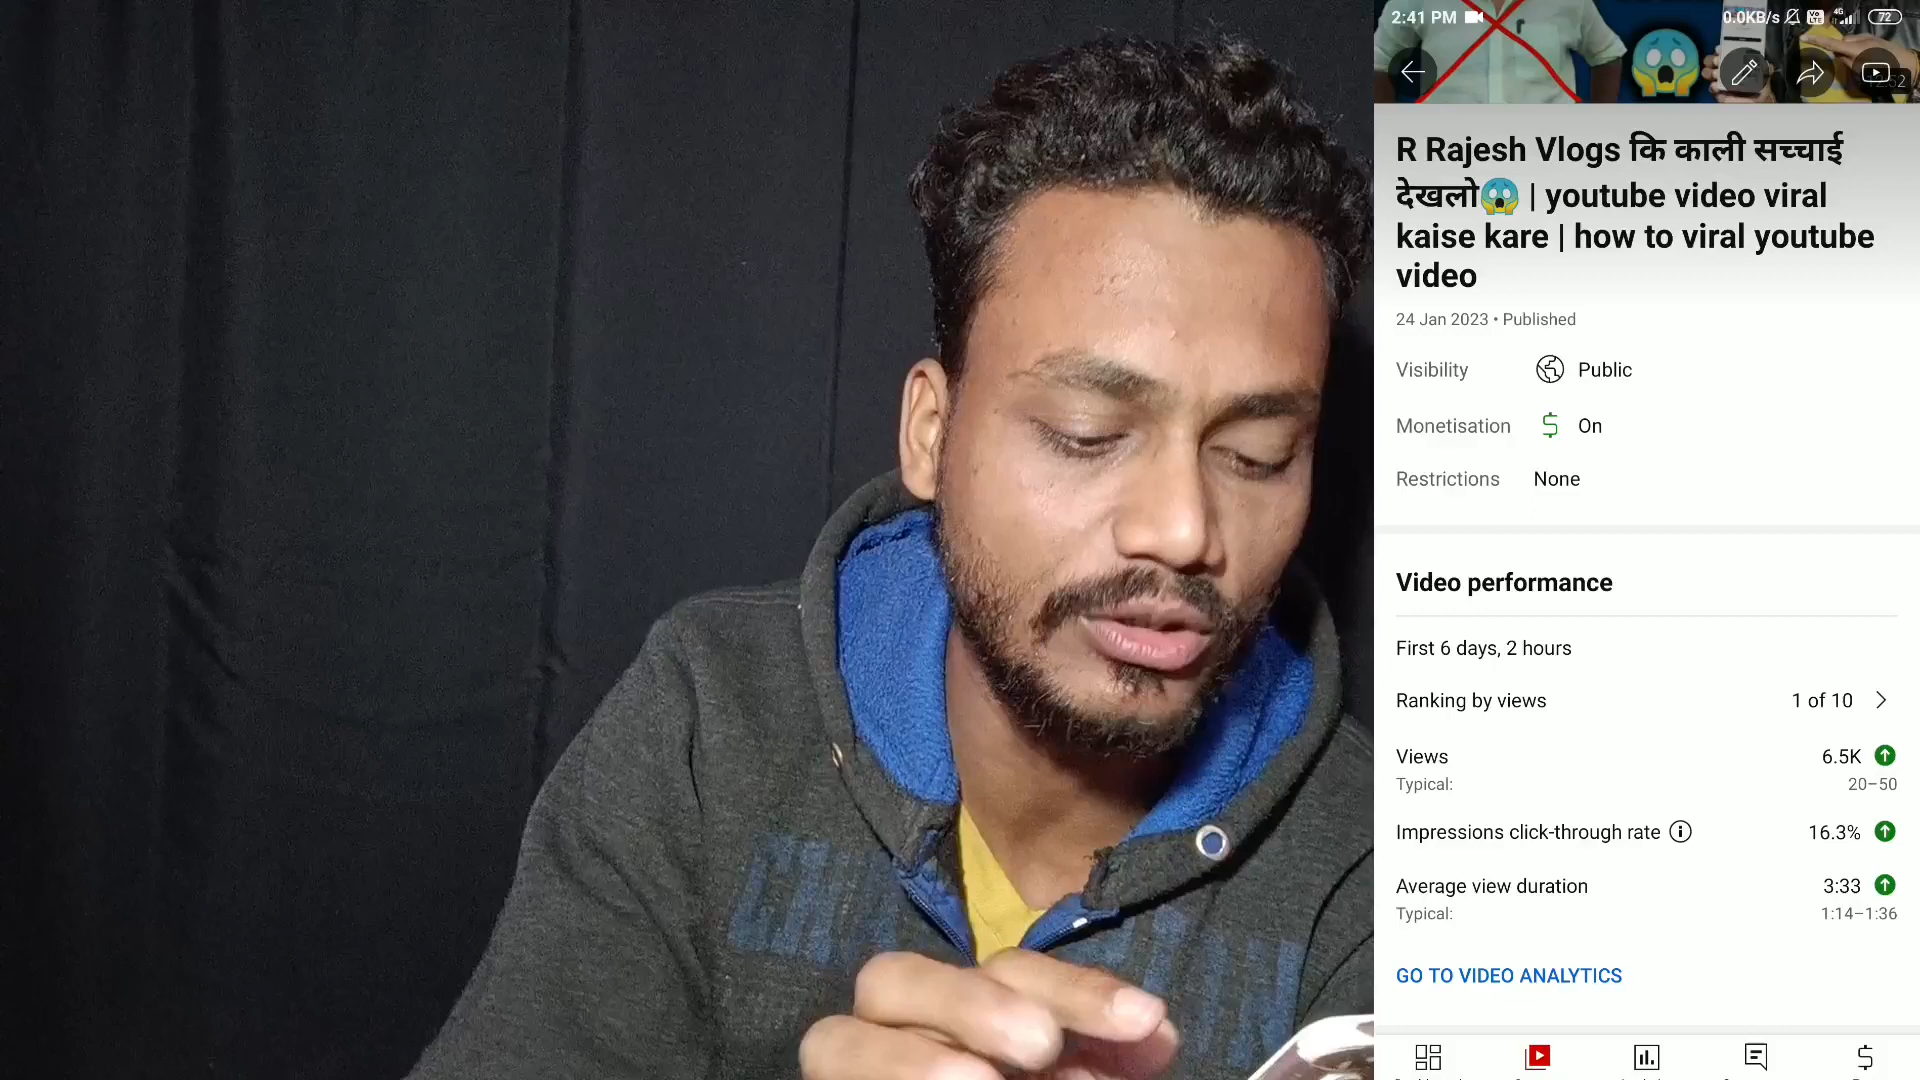 2:41 PM
0.0KB/s
4G
72
R Rajesh Vlogs कि काली सच्चाई
देखलो😱 | youtube video viral
kaise kare | how to viral youtube
video
24 Jan 2023 • Published
Visibility Public
Monetisation On
Restrictions None
Video performance
First 6 days, 2 hours
Ranking by views 1 of 10
Views 6.5K
Typical: 20–50
Impressions click-through rate 16.3%
Average view duration 3:33
Typical: 1:14–1:36
GO TO VIDEO ANALYTICS